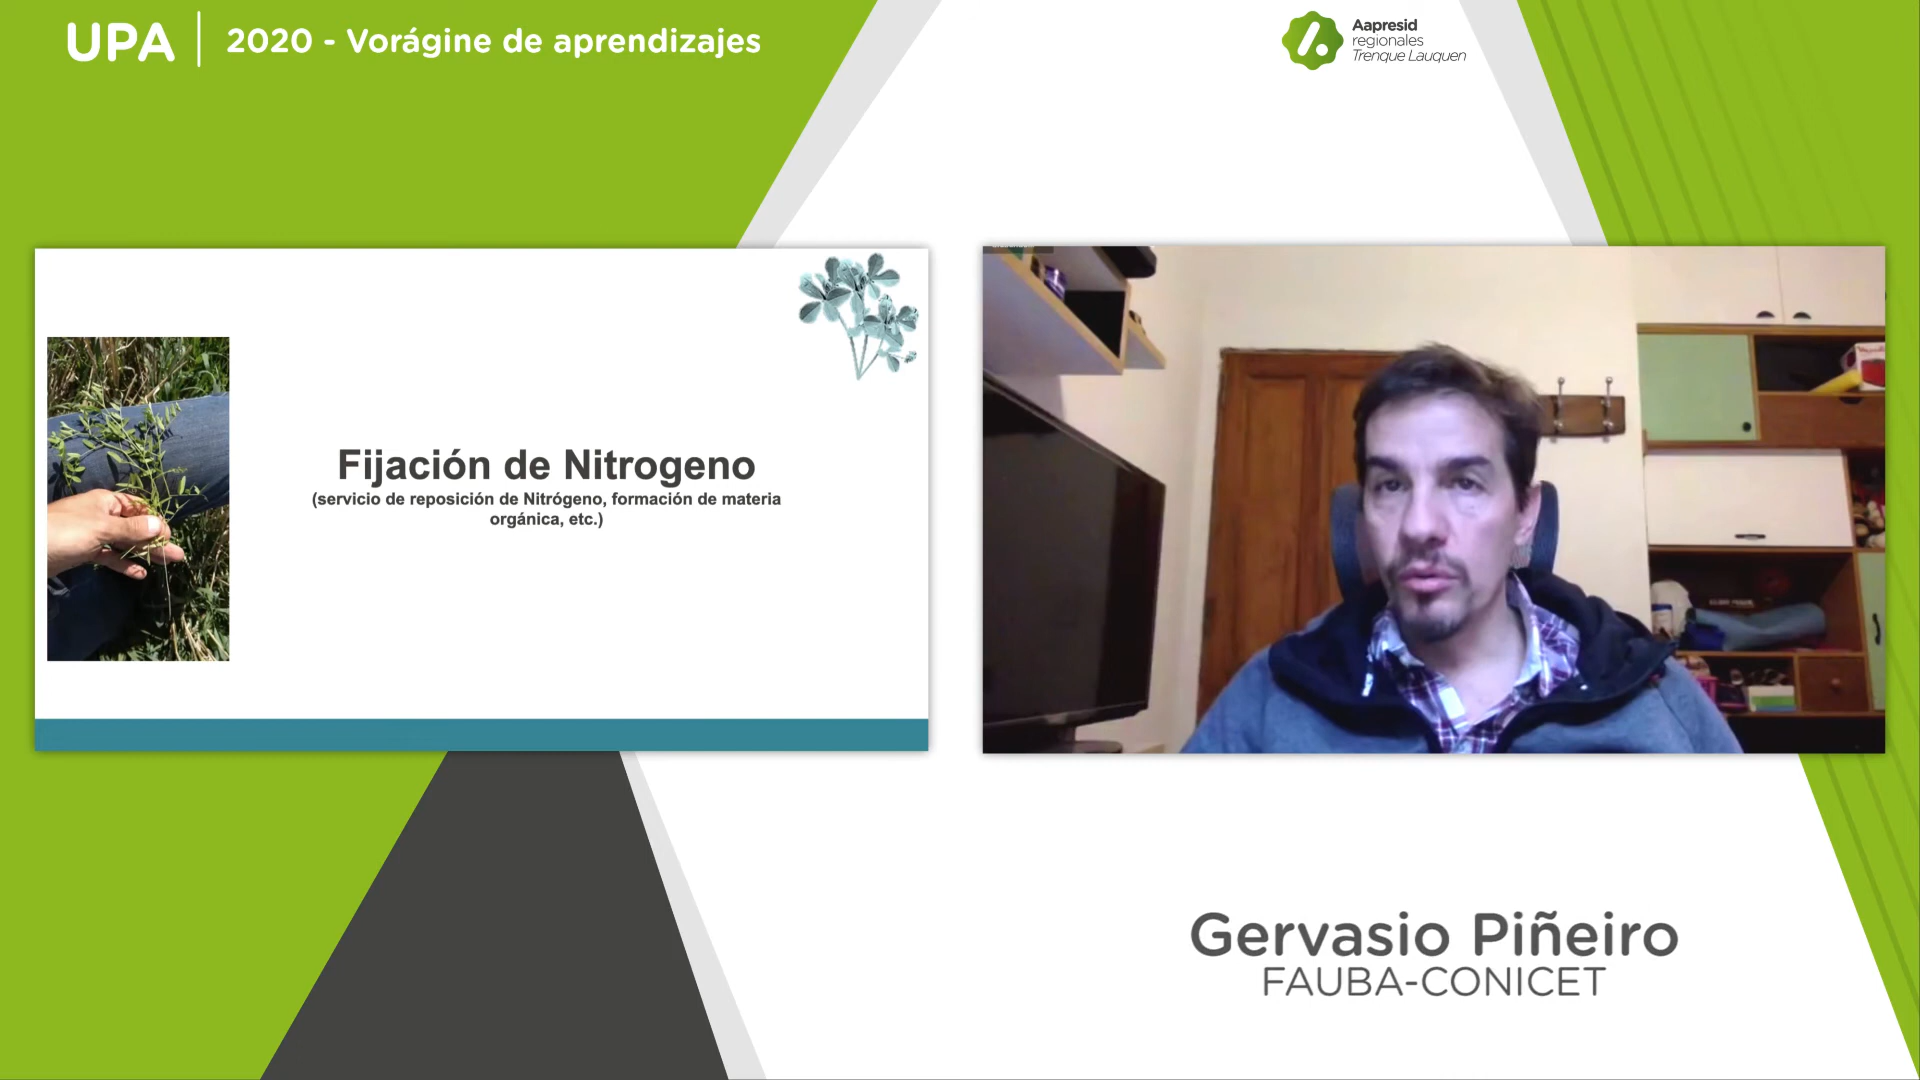 UPA
2020 - Vorágine de aprendizajes
Aapresid
regionales
Trenque Lauquen
Fijación de Nitrogeno
(servicio de reposición de Nitrógeno, formación de materia
orgánica, etc.)
Gervasio Piñeiro
FAUBA-CONICET